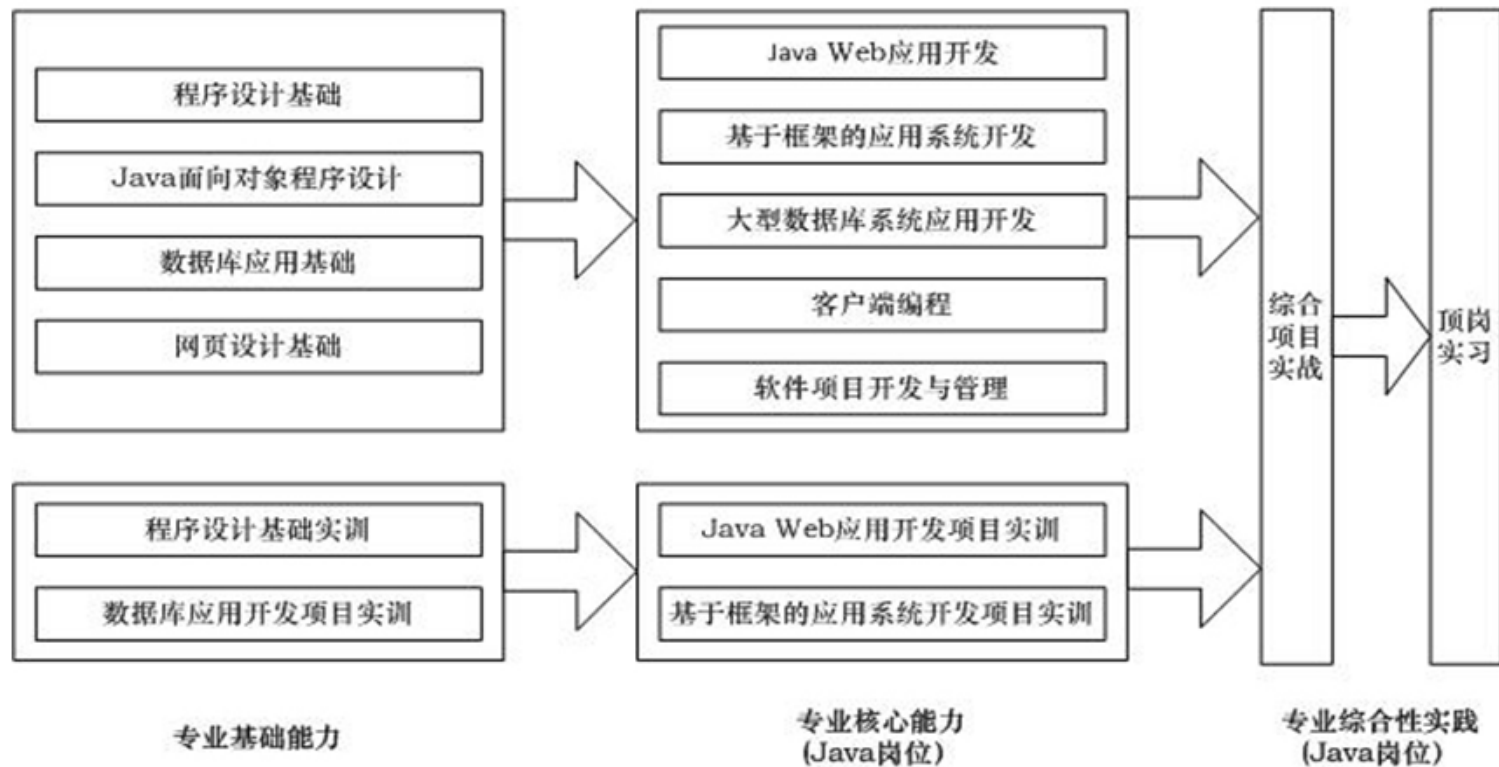 程序设计基础
Java面向对象程序设计
数据库应用基础
网页设计基础
Java Web应用开发
基于框架的应用系统开发
大型数据库系统应用开发
客户端编程
软件项目开发与管理
程序设计基础实训
数据库应用开发项目实训
Java Web应用开发项目实训
基于框架的应用系统开发项目实训
综合
项目
实战
顶岗
实习
专业基础能力
专业核心能力
(Java岗位)
专业综合性实践
(Java岗位)